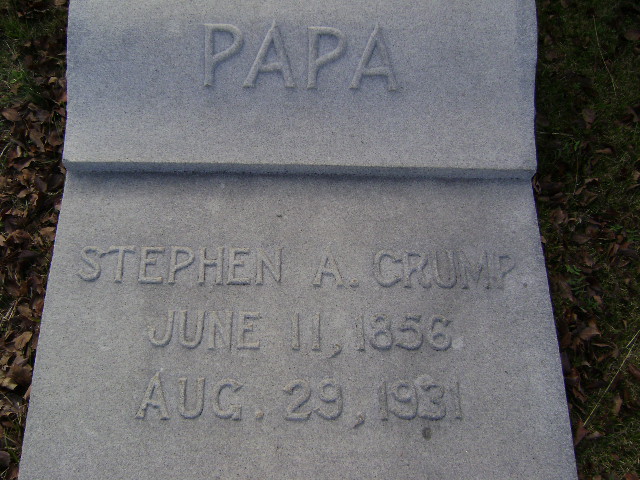 PAPA
STEPHEN A. CRUMP.
JUNE 11, 1856.
AUG. 29, 1931